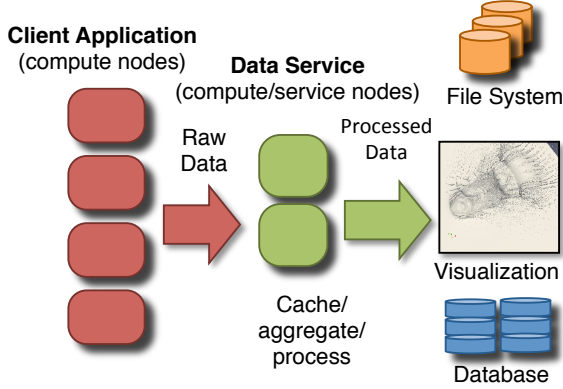 Client Application
(compute nodes)
Raw
Data
Data Service
(compute/service nodes)
Cache/
aggregate/
process
Processed
Data
File System
Visualization
Database